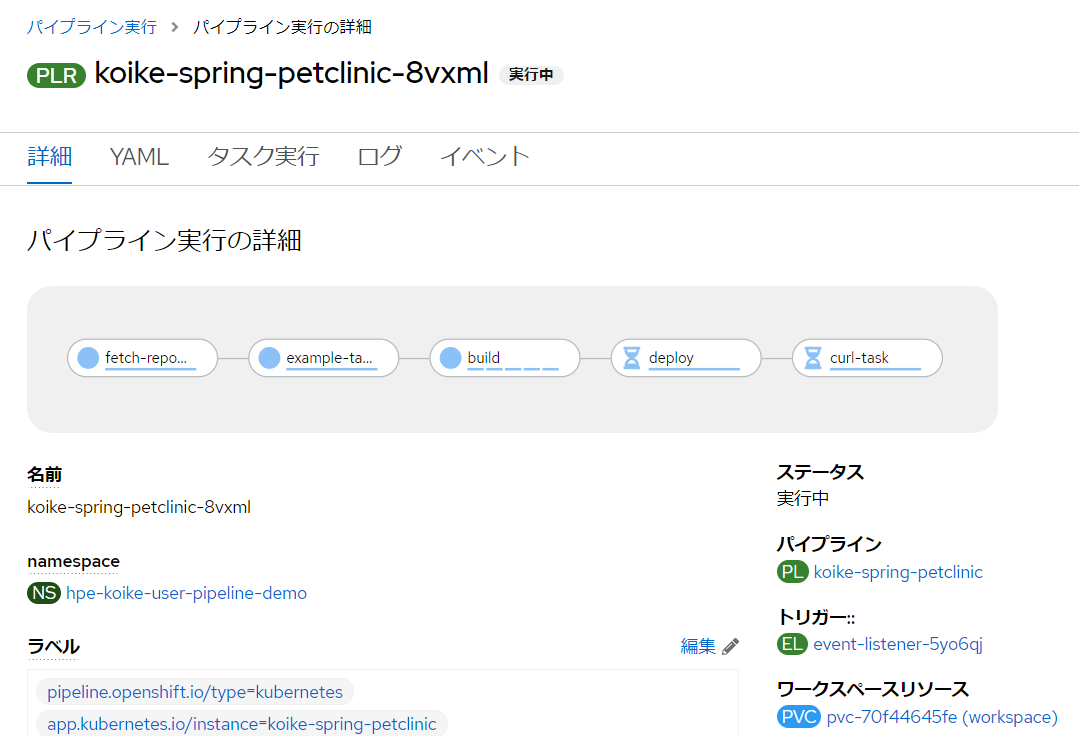 パイプライン実行 > パイプライン実行の詳細
PLR koike-spring-petclinic-8vxml 実行中
詳細 YAML タスク実行 ログ イベント
パイプライン実行の詳細
fetch-repo... example-ta... build deploy curl-task
名前
koike-spring-petclinic-8vxml
namespace
NS hpe-koike-user-pipeline-demo
ラベル 編集
pipeline.openshift.io/type=kubernetes
app.kubernetes.io/instance=koike-spring-petclinic
ステータス
実行中
パイプライン
PL koike-spring-petclinic
トリガー::
EL event-listener-5yo6qj
ワークスペースリソース
PVC pvc-70f44645fe (workspace)